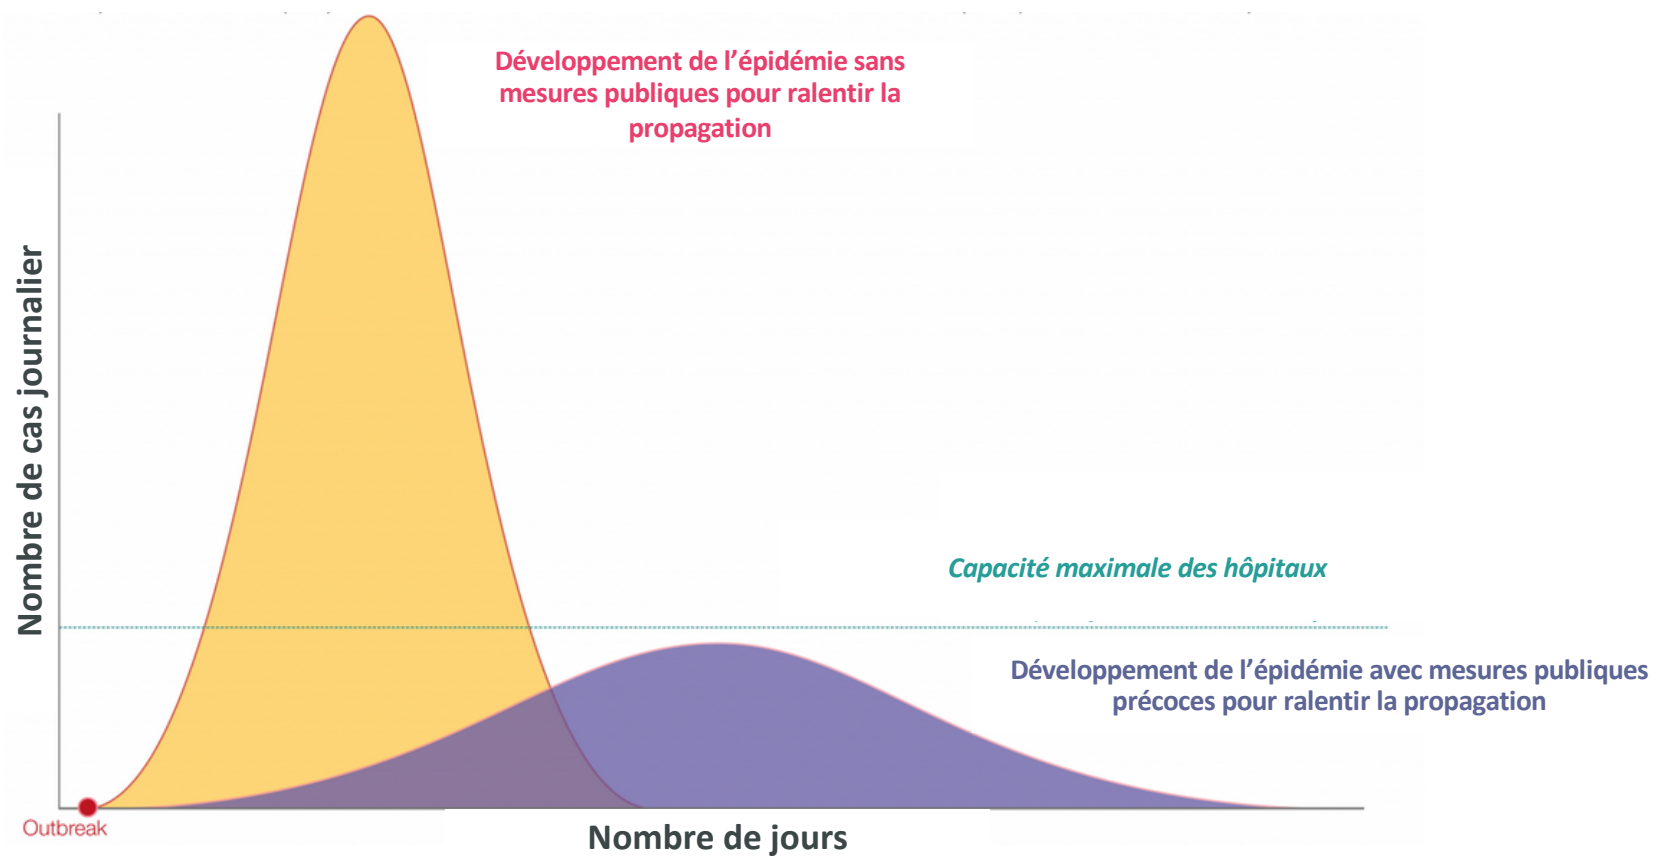 Développement de l’épidémie sans
mesures publiques pour ralentir la
propagation
Nombre de cas journalier
Capacité maximale des hôpitaux
Développement de l’épidémie avec mesures publiques
précoces pour ralentir la propagation
Outbreak
Nombre de jours